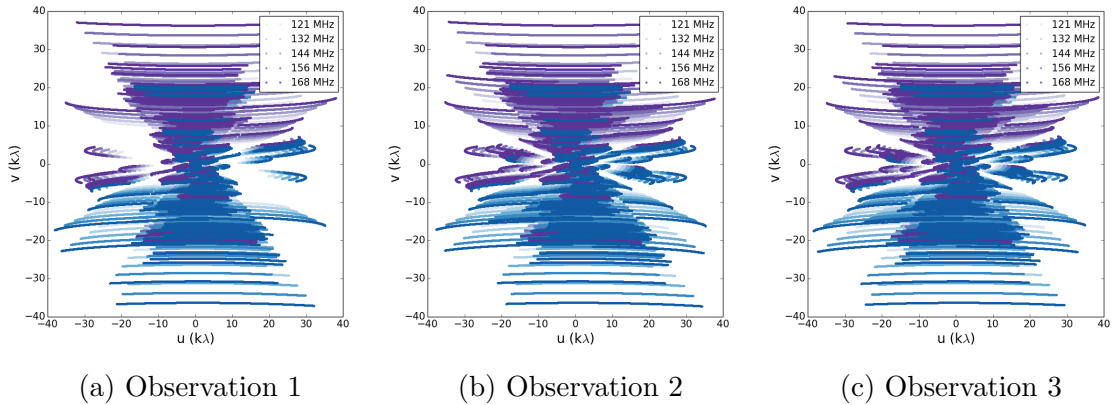 40
30
20
10
0
−10
−20
−30
−40
v (kλ)
−40 −30 −20 −10 0 10 20 30 40
u (kλ)
121 MHz
132 MHz
144 MHz
156 MHz
168 MHz
(a) Observation 1
40
30
20
10
0
−10
−20
−30
−40
v (kλ)
−40 −30 −20 −10 0 10 20 30 40
u (kλ)
121 MHz
132 MHz
144 MHz
156 MHz
168 MHz
(b) Observation 2
40
30
20
10
0
−10
−20
−30
−40
v (kλ)
−40 −30 −20 −10 0 10 20 30 40
u (kλ)
121 MHz
132 MHz
144 MHz
156 MHz
168 MHz
(c) Observation 3